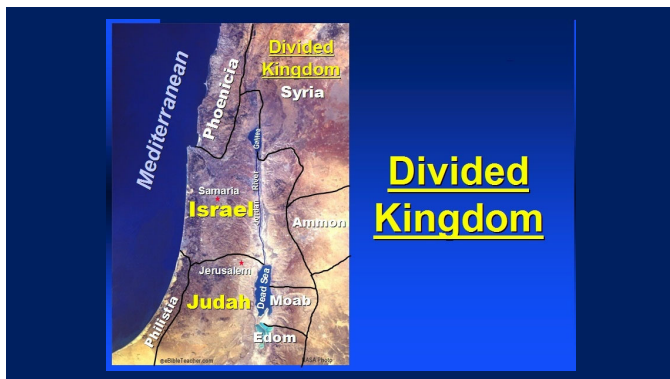 Divided
Kingdom
Syria
Mediterranean
Phoenicia
Galilee
Samaria
Israel
Jordan River
Ammon
Jerusalem
Judah
Dead Sea
Moab
Philistia
Edom
@eBibleTeacher.com
NASA Photo
Divided
Kingdom